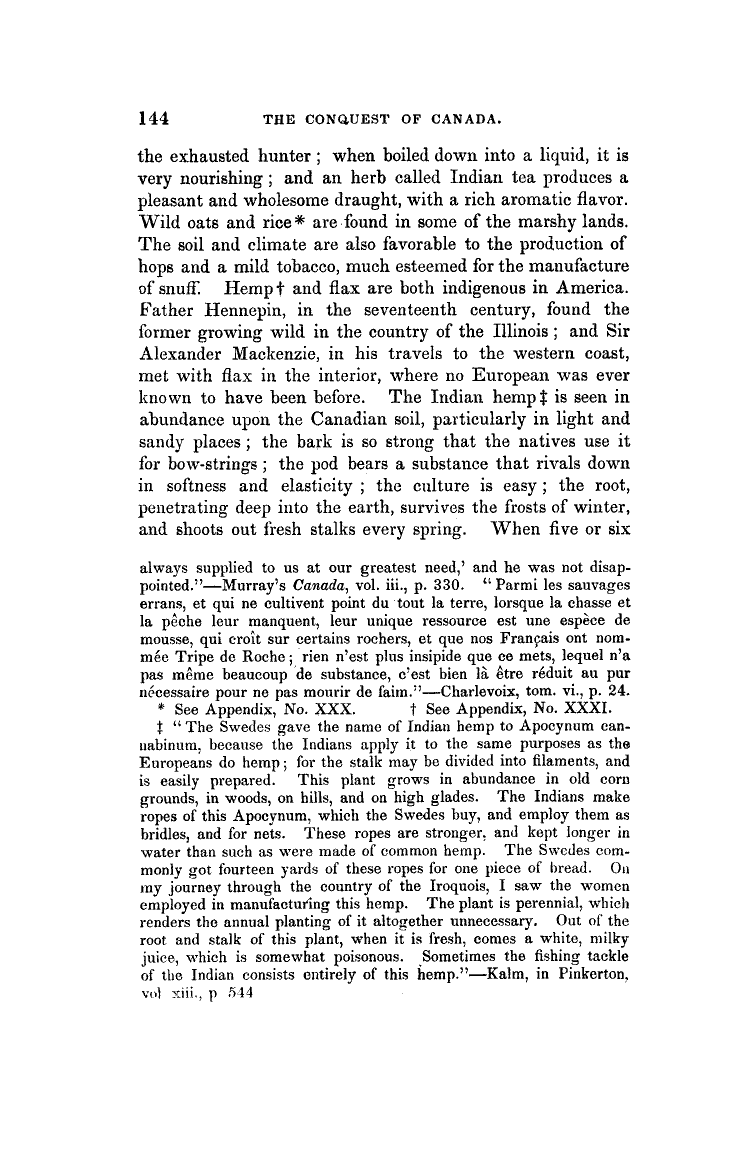 144 THE CONQUEST OF CANADA.
the exhausted hunter ; when boiled down into a liquid, it is
very nourishing ; and an herb called Indian tea produces a
pleasant and wholesome draught, with a rich aromatic flavor.
Wild oats and rice * are found in some of the marshy lands.
The soil and climate are also favorable to the production of
hops and a mild tobacco, much esteemed for the manufacture
of snuff. Hemp † and flax are both indigenous in America.
Father Hennepin, in the seventeenth century, found the
former growing wild in the country of the Illinois ; and Sir
Alexander Mackenzie, in his travels to the western coast,
met with flax in the interior, where no European was ever
known to have been before. The Indian hemp ‡ is seen in
abundance upon the Canadian soil, particularly in light and
sandy places ; the bark is so strong that the natives use it
for bow-strings ; the pod bears a substance that rivals down
in softness and elasticity ; the culture is easy ; the root,
penetrating deep into the earth, survives the frosts of winter,
and shoots out fresh stalks every spring. When five or six
always supplied to us at our greatest need,' and he was not disap-
pointed."—Murray's Canada, vol. iii., p. 330. "Parmi les sauvages
errans, et qui ne cultivent point du tout la terre, lorsque la chasse et
la pêche leur manquent, leur unique ressource est une espèce de
mousse, qui croît sur certains rochers, et que nos Français ont nom-
mée Tripe de Roche ; rien n'est plus insipide que ce mets, lequel n'a
pas même beaucoup de substance, c'est bien là être réduit au pur
nécessaire pour ne pas mourir de faim."—Charlevoix, tom. vi., p. 24.
* See Appendix, No. XXX. † See Appendix, No. XXXI.
‡ "The Swedes gave the name of Indian hemp to Apocynum can-
nabinum, because the Indians apply it to the same purposes as the
Europeans do hemp ; for the stalk may be divided into filaments, and
is easily prepared. This plant grows in abundance in old corn
grounds, in woods, on hills, and on high glades. The Indians make
ropes of this Apocynum, which the Swedes buy, and employ them as
bridles, and for nets. These ropes are stronger, and kept longer in
water than such as were made of common hemp. The Swedes com-
monly got fourteen yards of these ropes for one piece of bread. On
my journey through the country of the Iroquois, I saw the women
employed in manufacturing this hemp. The plant is perennial, which
renders the annual planting of it altogether unnecessary. Out of the
root and stalk of this plant, when it is fresh, comes a white, milky
juice, which is somewhat poisonous. Sometimes the fishing tackle
of the Indian consists entirely of this hemp."—Kalm, in Pinkerton,
vol xiii., p 544